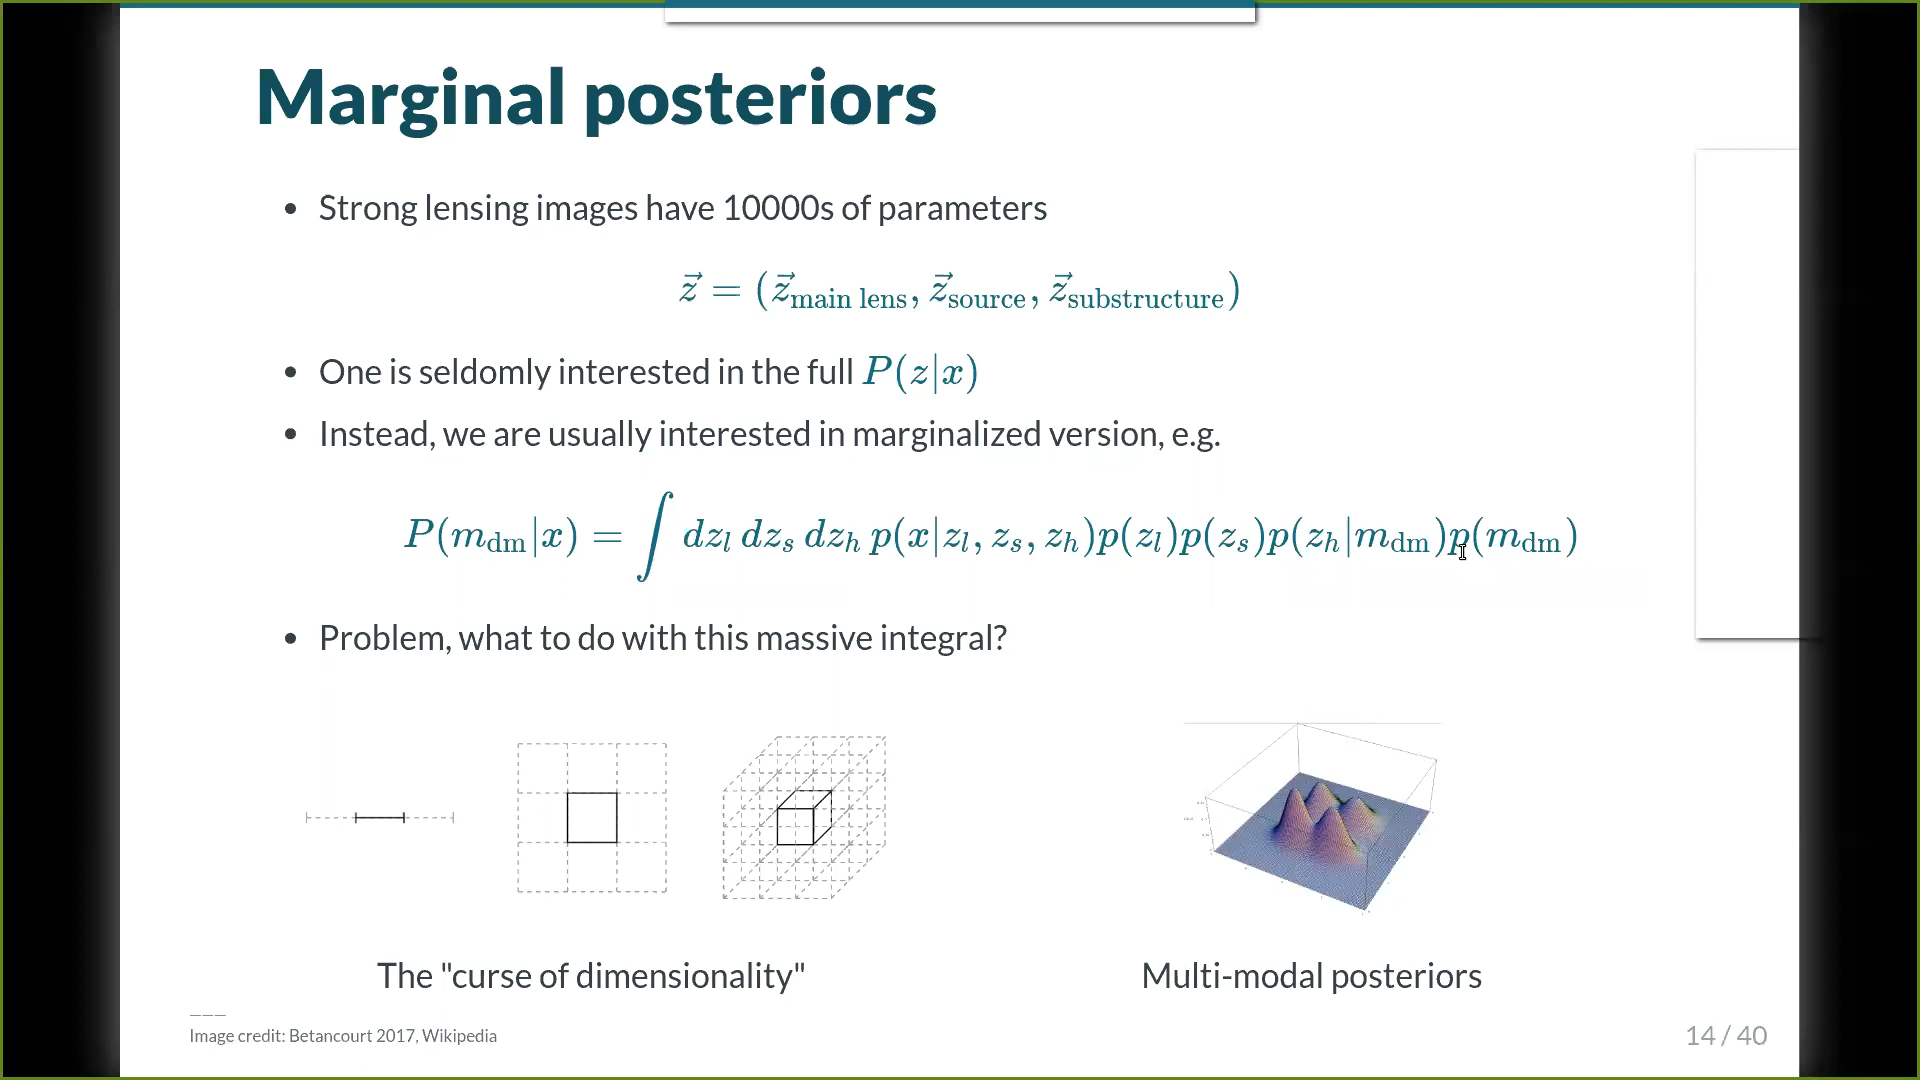 Marginal posteriors
• Strong lensing images have 10000s of parameters
$\vec{z} = (\vec{z}_{\text{main lens}}, \vec{z}_{\text{source}}, \vec{z}_{\text{substructure}})$
• One is seldomly interested in the full $P(z|x)$
• Instead, we are usually interested in marginalized version, e.g.
$P(m_{\text{dm}}|x) = \int dz_l \, dz_s \, dz_h \, p(x|z_l, z_s, z_h)p(z_l)p(z_s)p(z_h|m_{\text{dm}})p(m_{\text{dm}})$
• Problem, what to do with this massive integral?
The "curse of dimensionality"
Multi-modal posteriors
Image credit: Betancourt 2017, Wikipedia
14 / 40